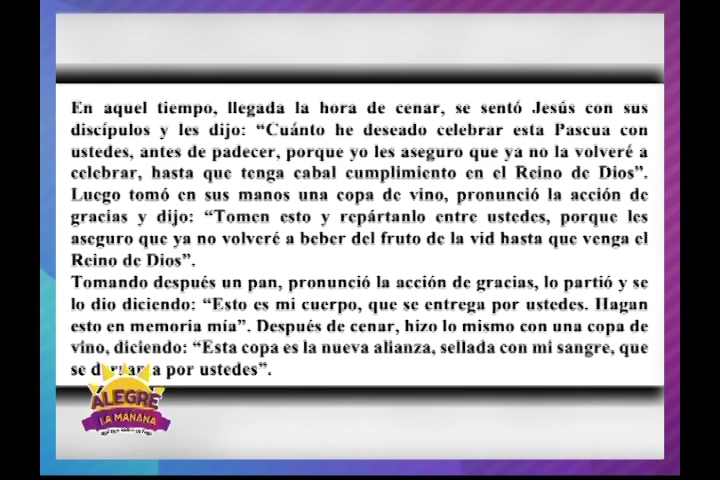 En aquel tiempo, llegada la hora de cenar, se sentó Jesús con sus
discípulos y les dijo: “Cuánto he deseado celebrar esta Pascua con
ustedes, antes de padecer, porque yo les aseguro que ya no la volveré a
celebrar, hasta que tenga cabal cumplimiento en el Reino de Dios”.
Luego tomó en sus manos una copa de vino, pronunció la acción de
gracias y dijo: “Tomen esto y repártanlo entre ustedes, porque les
aseguro que ya no volveré a beber del fruto de la vid hasta que venga el
Reino de Dios”.
Tomando después un pan, pronunció la acción de gracias, lo partió y se
lo dio diciendo: “Esto es mi cuerpo, que se entrega por ustedes. Hagan
esto en memoria mía”. Después de cenar, hizo lo mismo con una copa de
vino, diciendo: “Esta copa es la nueva alianza, sellada con mi sangre, que
se derrama por ustedes”.
ALEGRE
LA MAÑANA